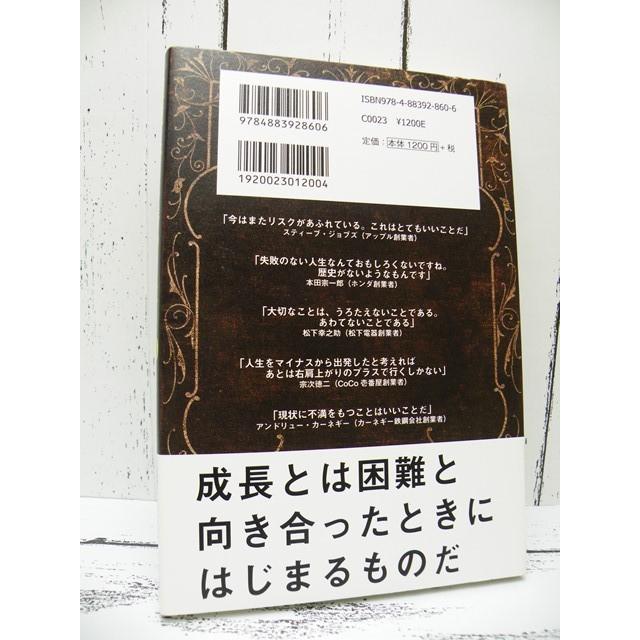 ISBN978-4-88392-860-6
C0023 ¥1200E
定価：本体1200円+税
9784883928606
1920023012004
「今はまたリスクがあふれている。これはとてもいいことだ」
スティーブ・ジョブズ（アップル創業者）
「失敗のない人生なんておもしろくないですね。
歴史がないようなもんです」
本田宗一郎（ホンダ創業者）
「大切なことは、うろたえないことである。
あわてないことである」
松下幸之助（松下電器創業者）
「人生をマイナスから出発したと考えれば
あとは右肩上がりのプラスで行くしかない」
宗次徳二（CoCo壱番屋創業者）
「現状に不満をもつことはいいことだ」
アンドリュー・カーネギー（カーネギー鉄鋼会社創業者）
成長とは困難と
向き合ったときに
はじまるものだ